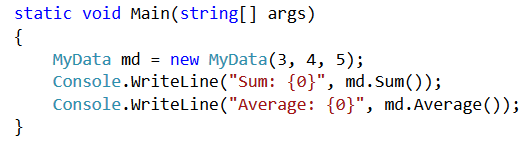 static void Main(string[] args)
{
    MyData md = new MyData(3, 4, 5);
    Console.WriteLine("Sum: {0}", md.Sum());
    Console.WriteLine("Average: {0}", md.Average());
}